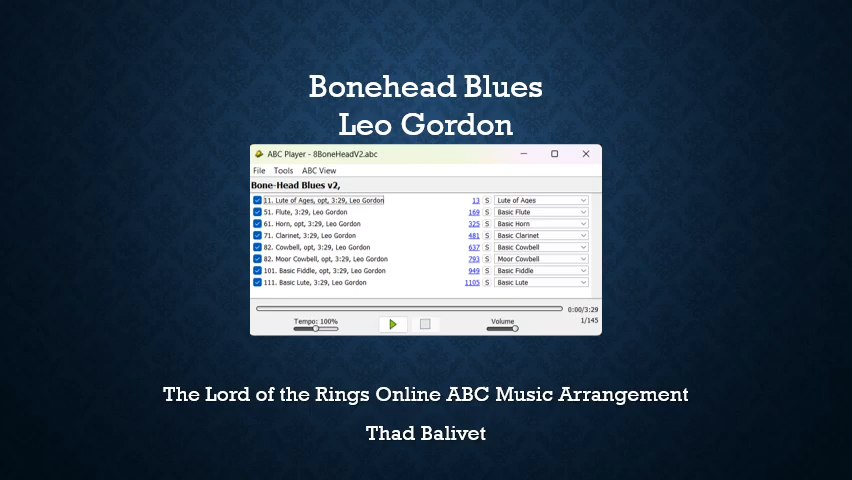 Bonehead Blues
Leo Gordon
ABC Player - 8BoneHeadV2.abc
File Tools ABC View
Bone-Head Blues v2,
11. Lute of Ages, opt, 3:29, Leo Gordon 13 S Lute of Ages
51. Flute, 3:29, Leo Gordon 169 S Basic Flute
61. Horn, opt, 3:29, Leo Gordon 325 S Basic Horn
71. Clarinet, 3:29, Leo Gordon 481 S Basic Clarinet
82. Cowbell, opt, 3:29, Leo Gordon 637 S Basic Cowbell
82. Moor Cowbell, opt, 3:29, Leo Gordon 793 S Moor Cowbell
101. Basic Fiddle, opt, 3:29, Leo Gordon 949 S Basic Fiddle
111. Basic Lute, 3:29, Leo Gordon 1105 S Basic Lute
0:00/3:29
Tempo: 100% Volume 1/145
The Lord of the Rings Online ABC Music Arrangement
Thad Balivet